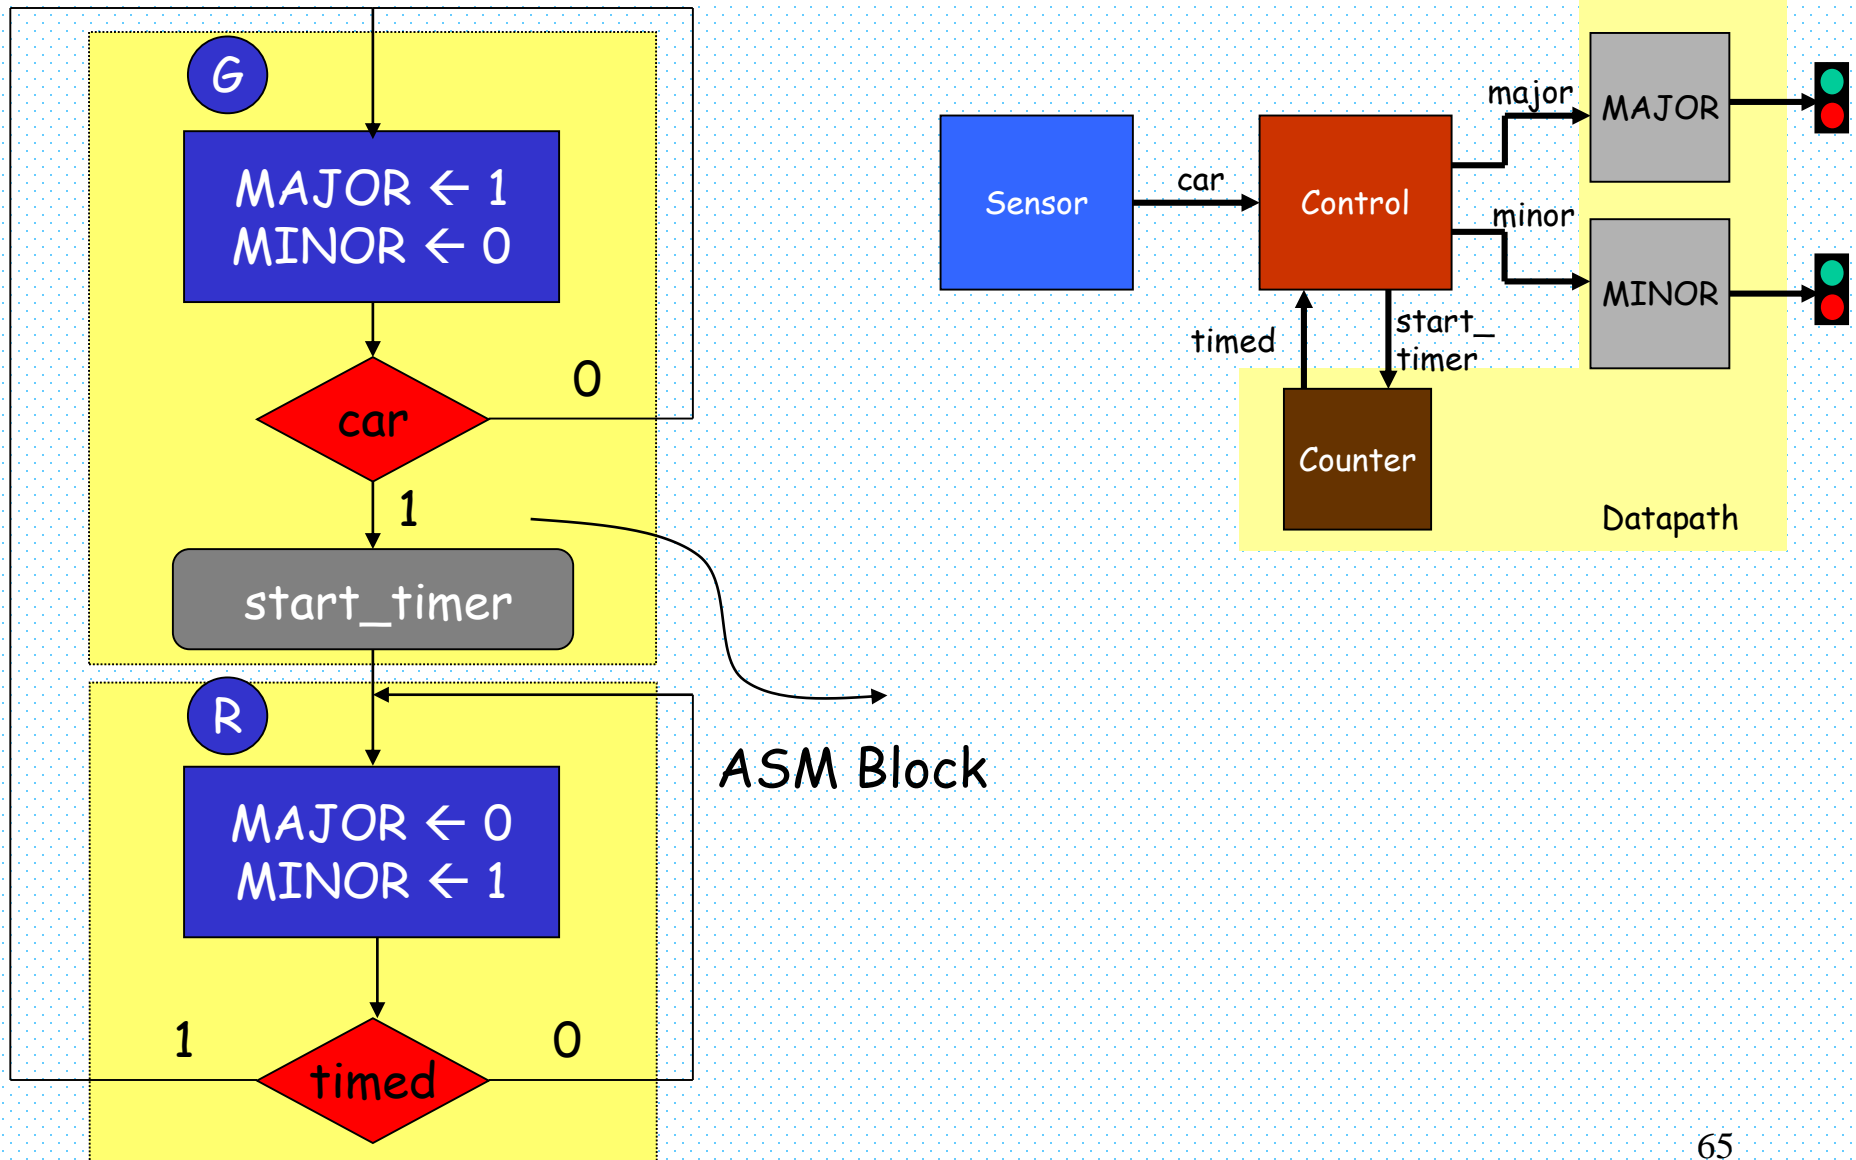 G
MAJOR ← 1
MINOR ← 0
car
0
1
start_timer
R
MAJOR ← 0
MINOR ← 1
timed
1
0
ASM Block
Sensor
car
Control
major
minor
MAJOR
MINOR
timed
start_
timer
Counter
Datapath
65